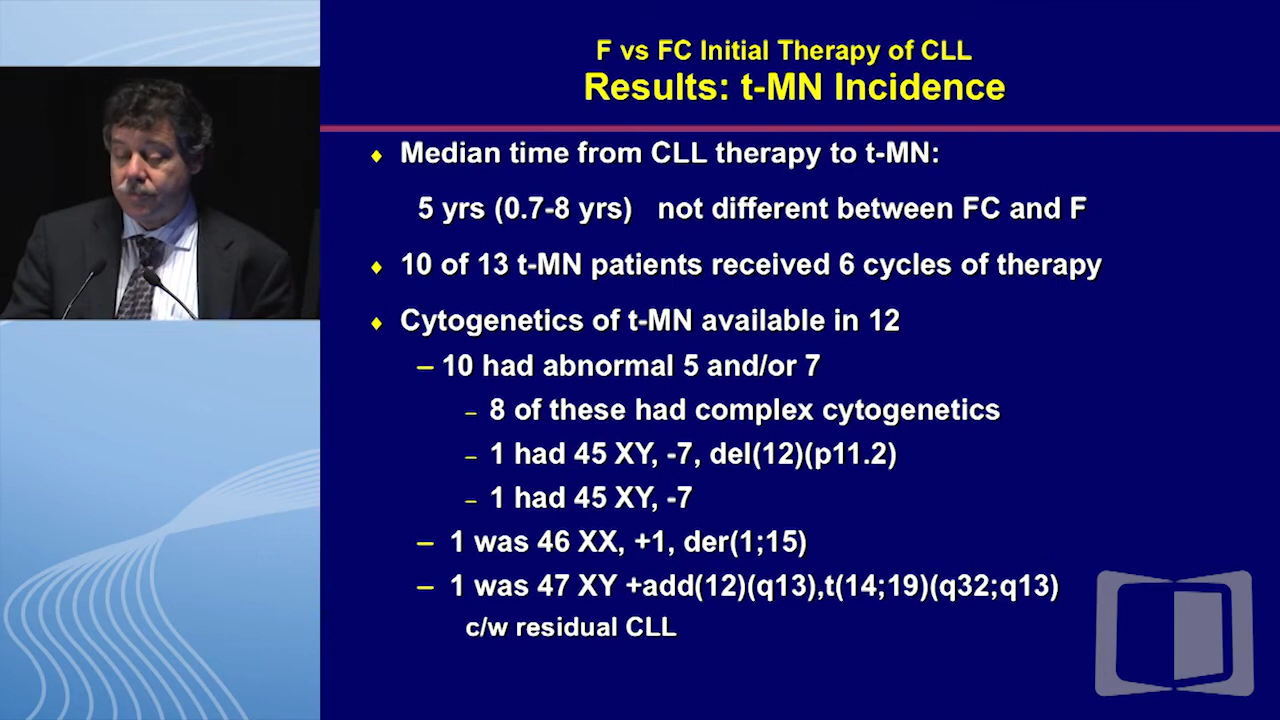 F vs FC Initial Therapy of CLL
Results: t-MN Incidence
♦ Median time from CLL therapy to t-MN:
5 yrs (0.7-8 yrs) not different between FC and F
♦ 10 of 13 t-MN patients received 6 cycles of therapy
♦ Cytogenetics of t-MN available in 12
– 10 had abnormal 5 and/or 7
– 8 of these had complex cytogenetics
– 1 had 45 XY, -7, del(12)(p11.2)
– 1 had 45 XY, -7
– 1 was 46 XX, +1, der(1;15)
– 1 was 47 XY +add(12)(q13),t(14;19)(q32;q13)
c/w residual CLL